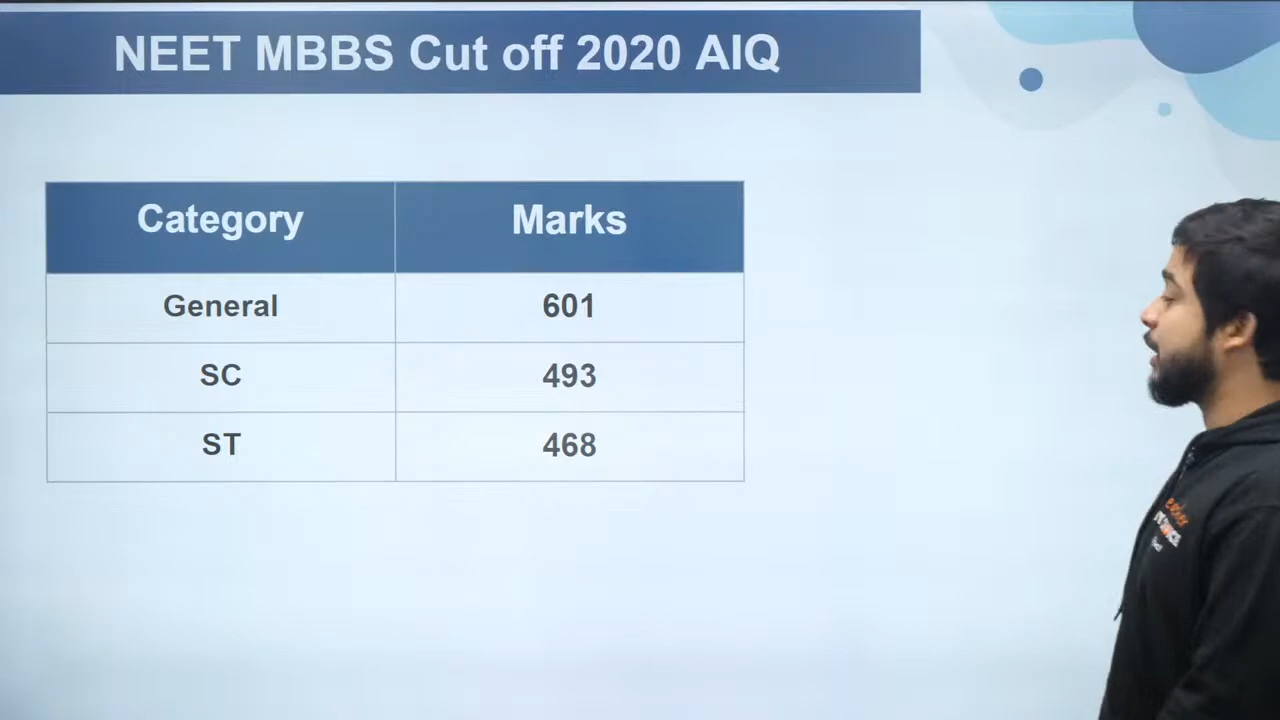 NEET MBBS Cut off 2020 AIQ
Category Marks
General 601
SC 493
ST 468